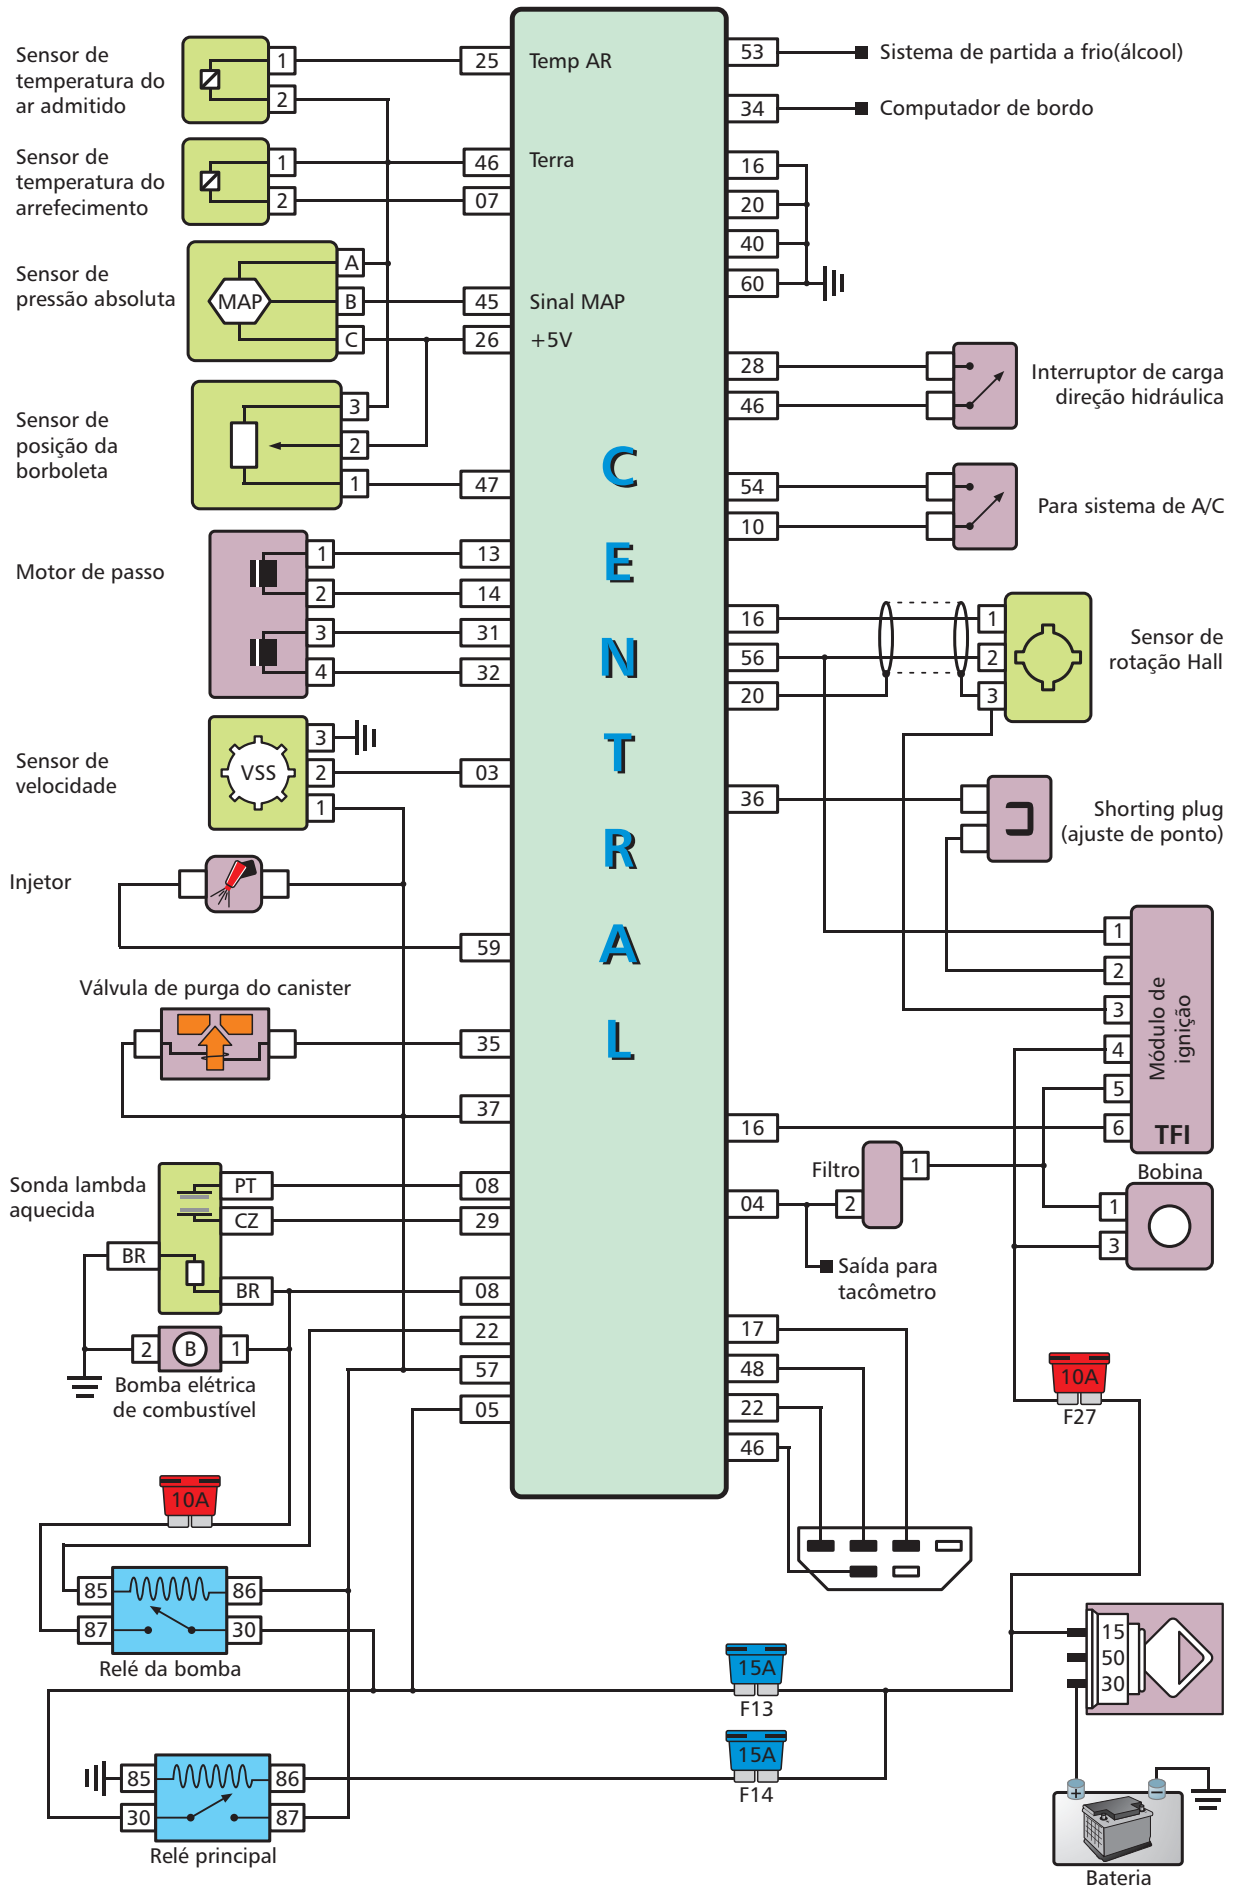 Sensor de
temperatura do
ar admitido
1
2
25
Temp AR
53
Sistema de partida a frio(álcool)
34
Computador de bordo
Sensor de
temperatura do
arrefecimento
1
2
46
07
Terra
16
20
40
60
Sensor de
pressão absoluta
MAP
A
B
C
45
26
Sinal MAP
+5V
28
46
Interruptor de carga
direção hidráulica
Sensor de
posição da
borboleta
3
2
1
47
54
10
Para sistema de A/C
CENTRAL
Motor de passo
1
2
3
4
13
14
31
32
16
56
20
1
2
3
Sensor de
rotação Hall
Sensor de
velocidade
VSS
3
2
1
03
36
Shorting plug
(ajuste de ponto)
Injetor
59
Válvula de purga do canister
35
37
1
2
3
4
5
6
Módulo de
ignição
TFI
16
Filtro
1
2
04
Saída para
tacômetro
Bobina
1
3
Sonda lambda
aquecida
PT
CZ
BR
BR
08
29
08
22
57
05
2
B
1
Bomba elétrica
de combustível
17
48
22
46
10A
F27
10A
85
86
87
30
Relé da bomba
15A
F13
15A
F14
85
86
30
87
Relé principal
15
50
30
+
−
Bateria